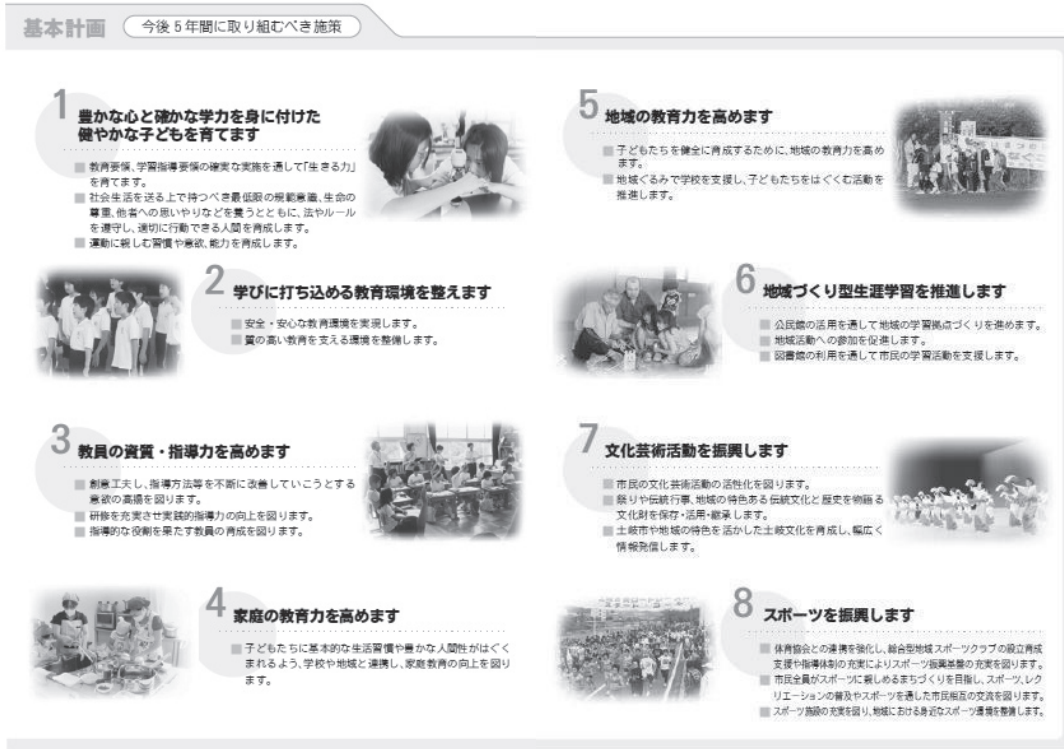 基本計画 今後5年間に取り組むべき施策
1
豊かな心と確かな学力を身に付けた
健やかな子どもを育てます
教育要領、学習指導要領の確実な実施を通して「生きる力」
を育てます。
社会生活を送る上で持つべき最低限の規範意識、生命の
尊重、他者への思いやりなどを養うとともに、法やルール
を遵守し、適切に行動できる人間を育成します。
運動に親しむ習慣や意欲、能力を育成します。
2
学びに打ち込める教育環境を整えます
安全・安心な教育環境を実現します。
質の高い教育を支える環境を整備します。
3
教員の資質・指導力を高めます
創意工夫し、指導方法等を不断に改善していこうとする
意欲の高揚を図ります。
研修を充実させ実践的指導力の向上を図ります。
指導的な役割を果たす教員の育成を図ります。
4
家庭の教育力を高めます
子どもたちに基本的な生活習慣や豊かな人間性がはぐく
まれるよう、学校や地域と連携し、家庭教育の向上を図り
ます。
5
地域の教育力を高めます
子どもたちを健全に育成するために、地域の教育力を高め
ます。
地域ぐるみで学校を支援し、子どもたちをはぐくむ活動を
推進します。
6
地域づくり型生涯学習を推進します
公民館の活用を通して地域の学習拠点づくりを進めます。
地域活動への参加を促進します。
図書館の利用を通して市民の学習活動を支援します。
7
文化芸術活動を振興します
市民の文化芸術活動の活性化を図ります。
祭りや伝統行事、地域の特色ある伝統文化と歴史を物語る
文化財を保存・活用・継承します。
土岐市や地域の特色を活かした土岐文化を育成し、幅広く
情報発信します。
8
スポーツを振興します
体育協会との連携を強化し、総合型地域スポーツクラブの設立育成
支援や指導体制の充実によりスポーツ振興基盤の充実を図ります。
市民全員がスポーツに親しめるまちづくりを目指し、スポーツ、レク
リエーションの普及やスポーツを通した市民相互の交流を図ります。
スポーツ施設の充実を図り、地域における身近なスポーツ環境を整備します。